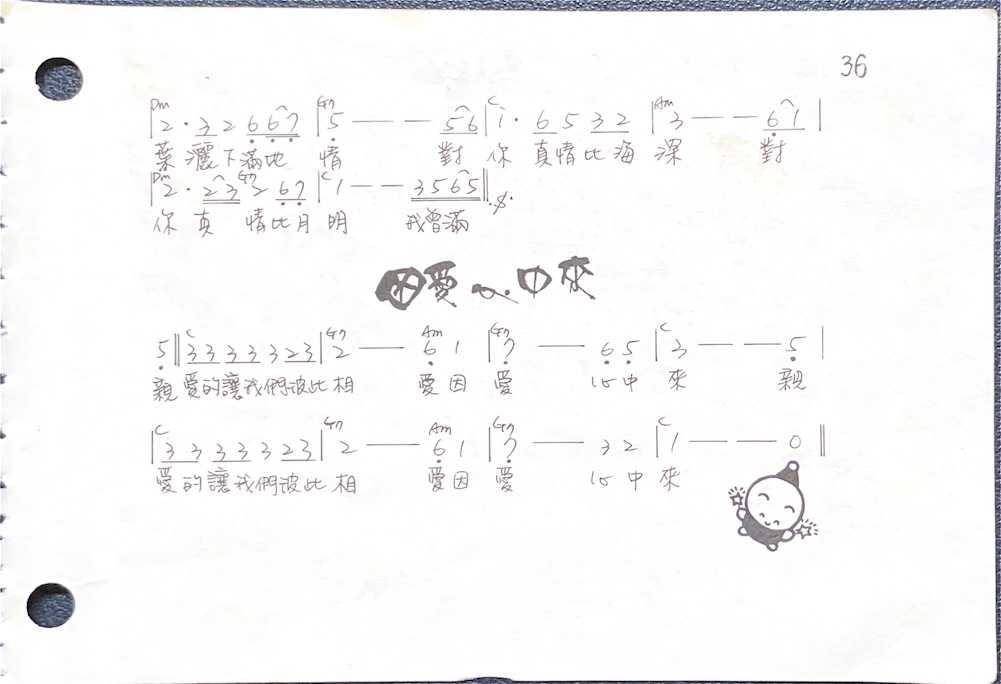 36
Dm G7 C Am
|2 · 3 2 6 6 7 |5 — — 5 6 |i · 6 5 3 2 |3 — — 6 1 |
葉灑下滿地 情 對 你 真情比海 深 對
Dm G7 C
|2 · 2 3 2 6 7 |1 — — 3 5 6 5 ||
你 真 情比月 明 我曾滿
因愛心中來
C G7 Am G7 C
5 ||3 3 3 3 3 2 3 |2 — 6 1 |7 — 6 5 |3 — — 5 |
親 愛的讓我們彼此相 愛因 愛 心中 來 親
C G7 Am G7 C
|3 3 3 3 3 2 3 |2 — 6 1 |7 — 3 2 |1 — — 0 ||
愛的讓我們彼此相 愛因 愛 心中 來